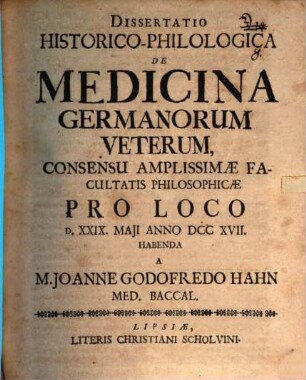 DISSERTATIO
HISTORICO-PHILOLOGICA
DE
MEDICINA
GERMANORUM
VETERUM,
CONSENSU AMPLISSIMÆ FA-
CULTATIS PHILOSOPHICÆ
PRO LOCO
D. XXIX. MAJI ANNO DCC XVII.
HABENDA
A
M. JOANNE GODOFREDO HAHN
MED. BACCAL.
LIPSIÆ,
LITERIS CHRISTIANI SCHOLVINI.